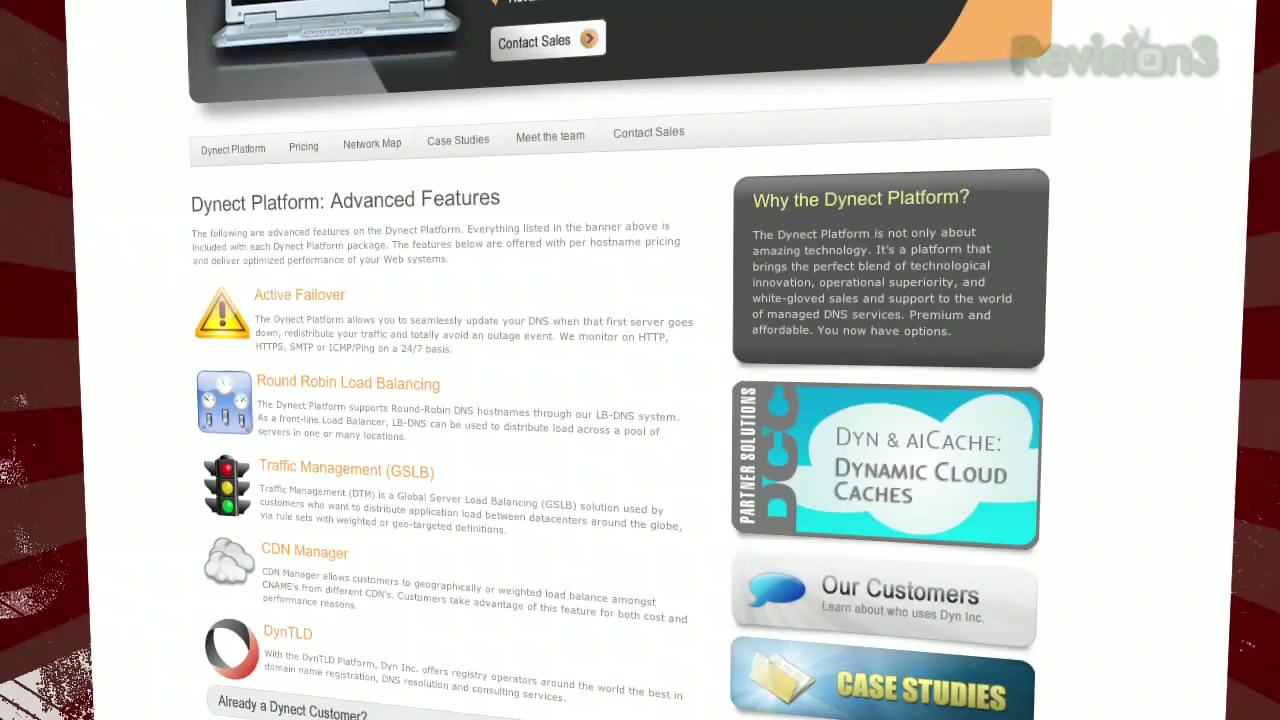 Contact Sales
Revision3
Dynect Platform
Pricing
Network Map
Case Studies
Meet the team
Contact Sales
Dynect Platform: Advanced Features
The following are advanced features on the Dynect Platform. Everything listed in the banner above is
included with each Dynect Platform package. The features below are offered with per hostname pricing
and deliver optimized performance of your Web systems.
Active Failover
The Dynect Platform allows you to seamlessly update your DNS when that first server goes
down, redistribute your traffic and totally avoid an outage event. We monitor on HTTP,
HTTPS, SMTP or ICMP/Ping on a 24/7 basis.
Round Robin Load Balancing
The Dynect Platform supports Round-Robin DNS hostnames through our LB-DNS system.
As a front-line Load Balancer, LB-DNS can be used to distribute load across a pool of
servers in one or many locations.
Traffic Management (GSLB)
Traffic Management (DTM) is a Global Server Load Balancing (GSLB) solution used by
customers who want to distribute application load between datacenters around the globe,
via rule sets with weighted or geo-targeted definitions.
CDN Manager
CDN Manager allows customers to geographically or weighted load balance amongst
CNAME's from different CDN's. Customers take advantage of this feature for both cost and
performance reasons.
DynTLD
With the DynTLD Platform, Dyn Inc. offers registry operators around the world the best in
domain name registration, DNS resolution and consulting services.
Already a Dynect Customer?
Why the Dynect Platform?
The Dynect Platform is not only about
amazing technology. It's a platform that
brings the perfect blend of technological
innovation, operational superiority, and
white-gloved sales and support to the world
of managed DNS services. Premium and
affordable. You now have options.
PARTNER SOLUTIONS
DCC
DYN & AICACHE:
DYNAMIC CLOUD
CACHES
Our Customers
Learn about who uses Dyn Inc.
CASE STUDIES